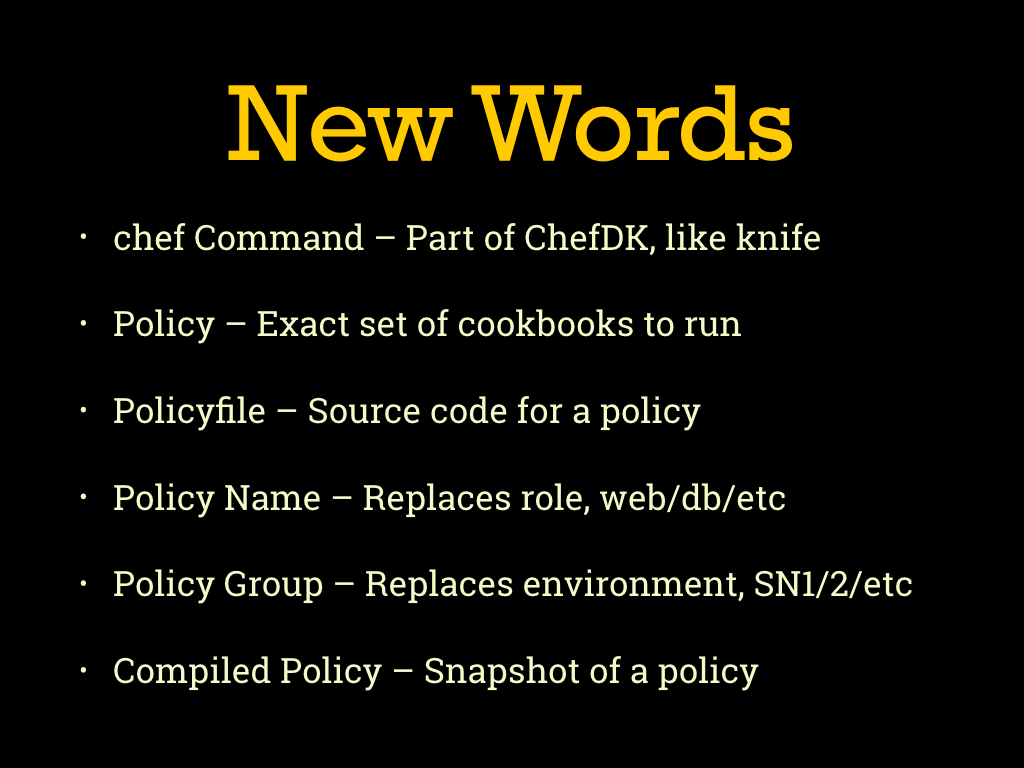 New Words
• chef Command – Part of ChefDK, like knife
• Policy – Exact set of cookbooks to run
• Policyfile – Source code for a policy
• Policy Name – Replaces role, web/db/etc
• Policy Group – Replaces environment, SN1/2/etc
• Compiled Policy – Snapshot of a policy